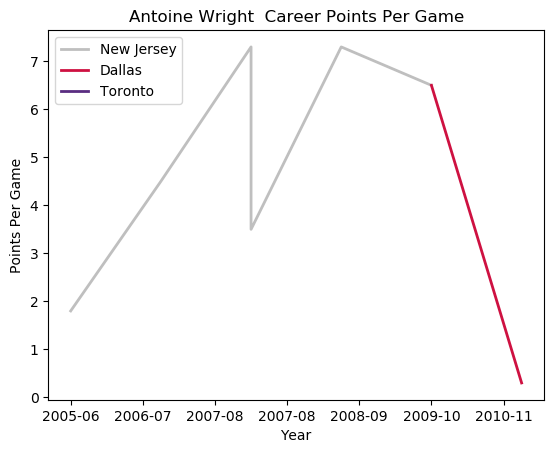 Antoine Wright  Career Points Per Game
New Jersey
Dallas
Toronto
Points Per Game
7
6
5
4
3
2
1
0
2005-06 2006-07 2007-08 2007-08 2008-09 2009-10 2010-11
Year